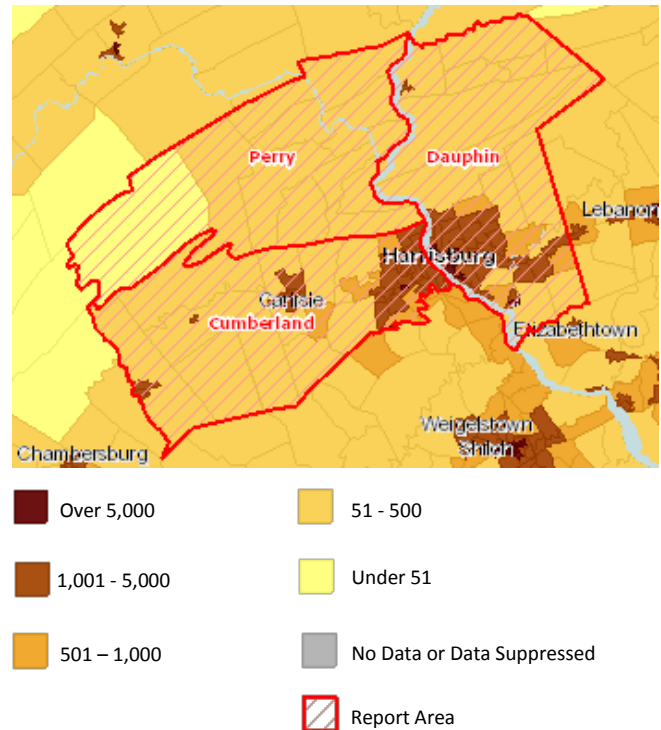 Perry
Dauphin
Lebanon
Harrisburg
Carlisle
Cumberland
Elizabethtown
Weigelstown
Shiloh
Chambersburg
Over 5,000
51 - 500
1,001 - 5,000
Under 51
501 – 1,000
No Data or Data Suppressed
Report Area